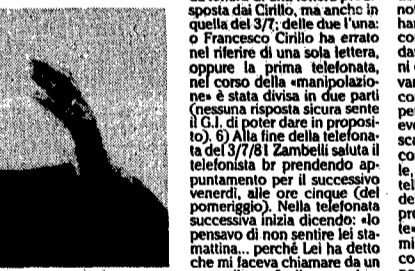 sposta dai Cirillo, ma anche in
quella del 3/7: delle due l'una:
o Francesco Cirillo ha errato
nel riferire di una sola lettera,
oppure la prima telefonata,
nel corso della «manipolazio-
ne» è stata divisa in due parti
(nessuna risposta sicura sente
il G.I. di poter dare in proposi-
to). 6) Alla fine della telefona-
ta del 3/7/81 Zambelli saluta il
telefonista br prendendo ap-
puntamento per il successivo
venerdì, alle ore cinque (del
pomeriggio). Nella telefonata
successiva inizia dicendo: «Io
pensavo di non sentire lei sta-
mattina... perché Lei ha detto
che mi faceva chiamare da un